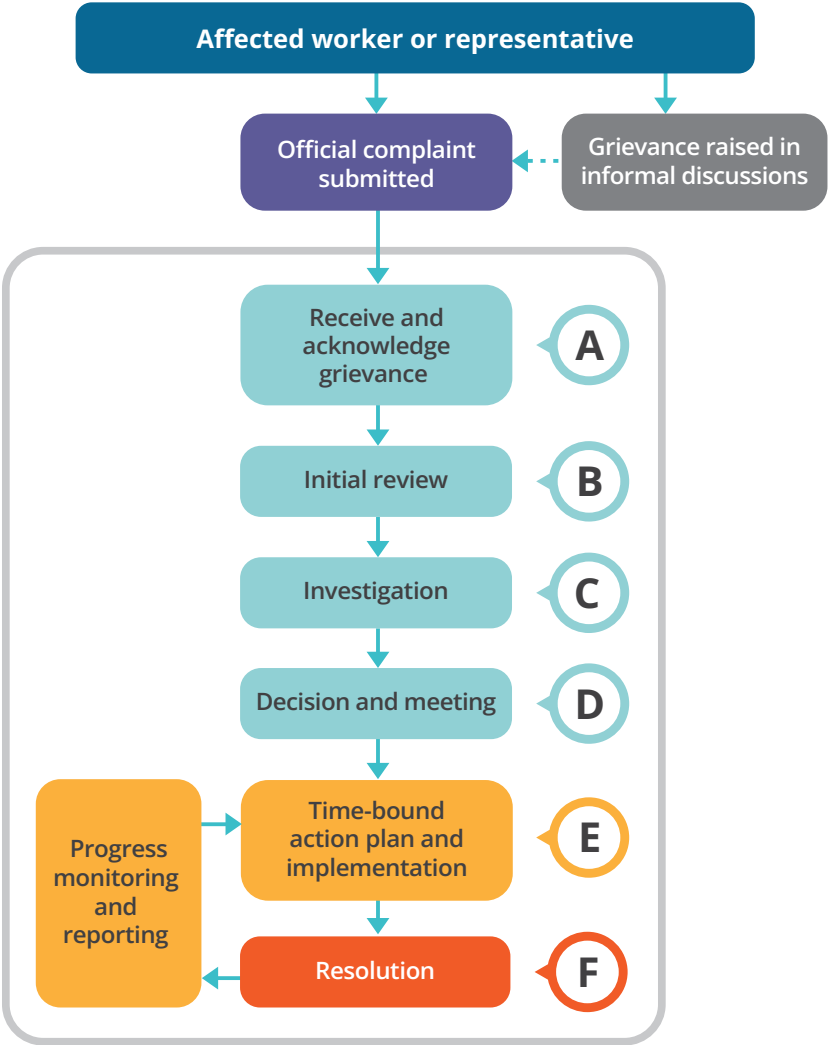 Affected worker or representative
Official complaint
submitted
Grievance raised in
informal discussions
Receive and
acknowledge
grievance
A
Initial review
B
Investigation
C
Decision and meeting
D
Time-bound
action plan and
implementation
E
Progress
monitoring
and
reporting
Resolution
F